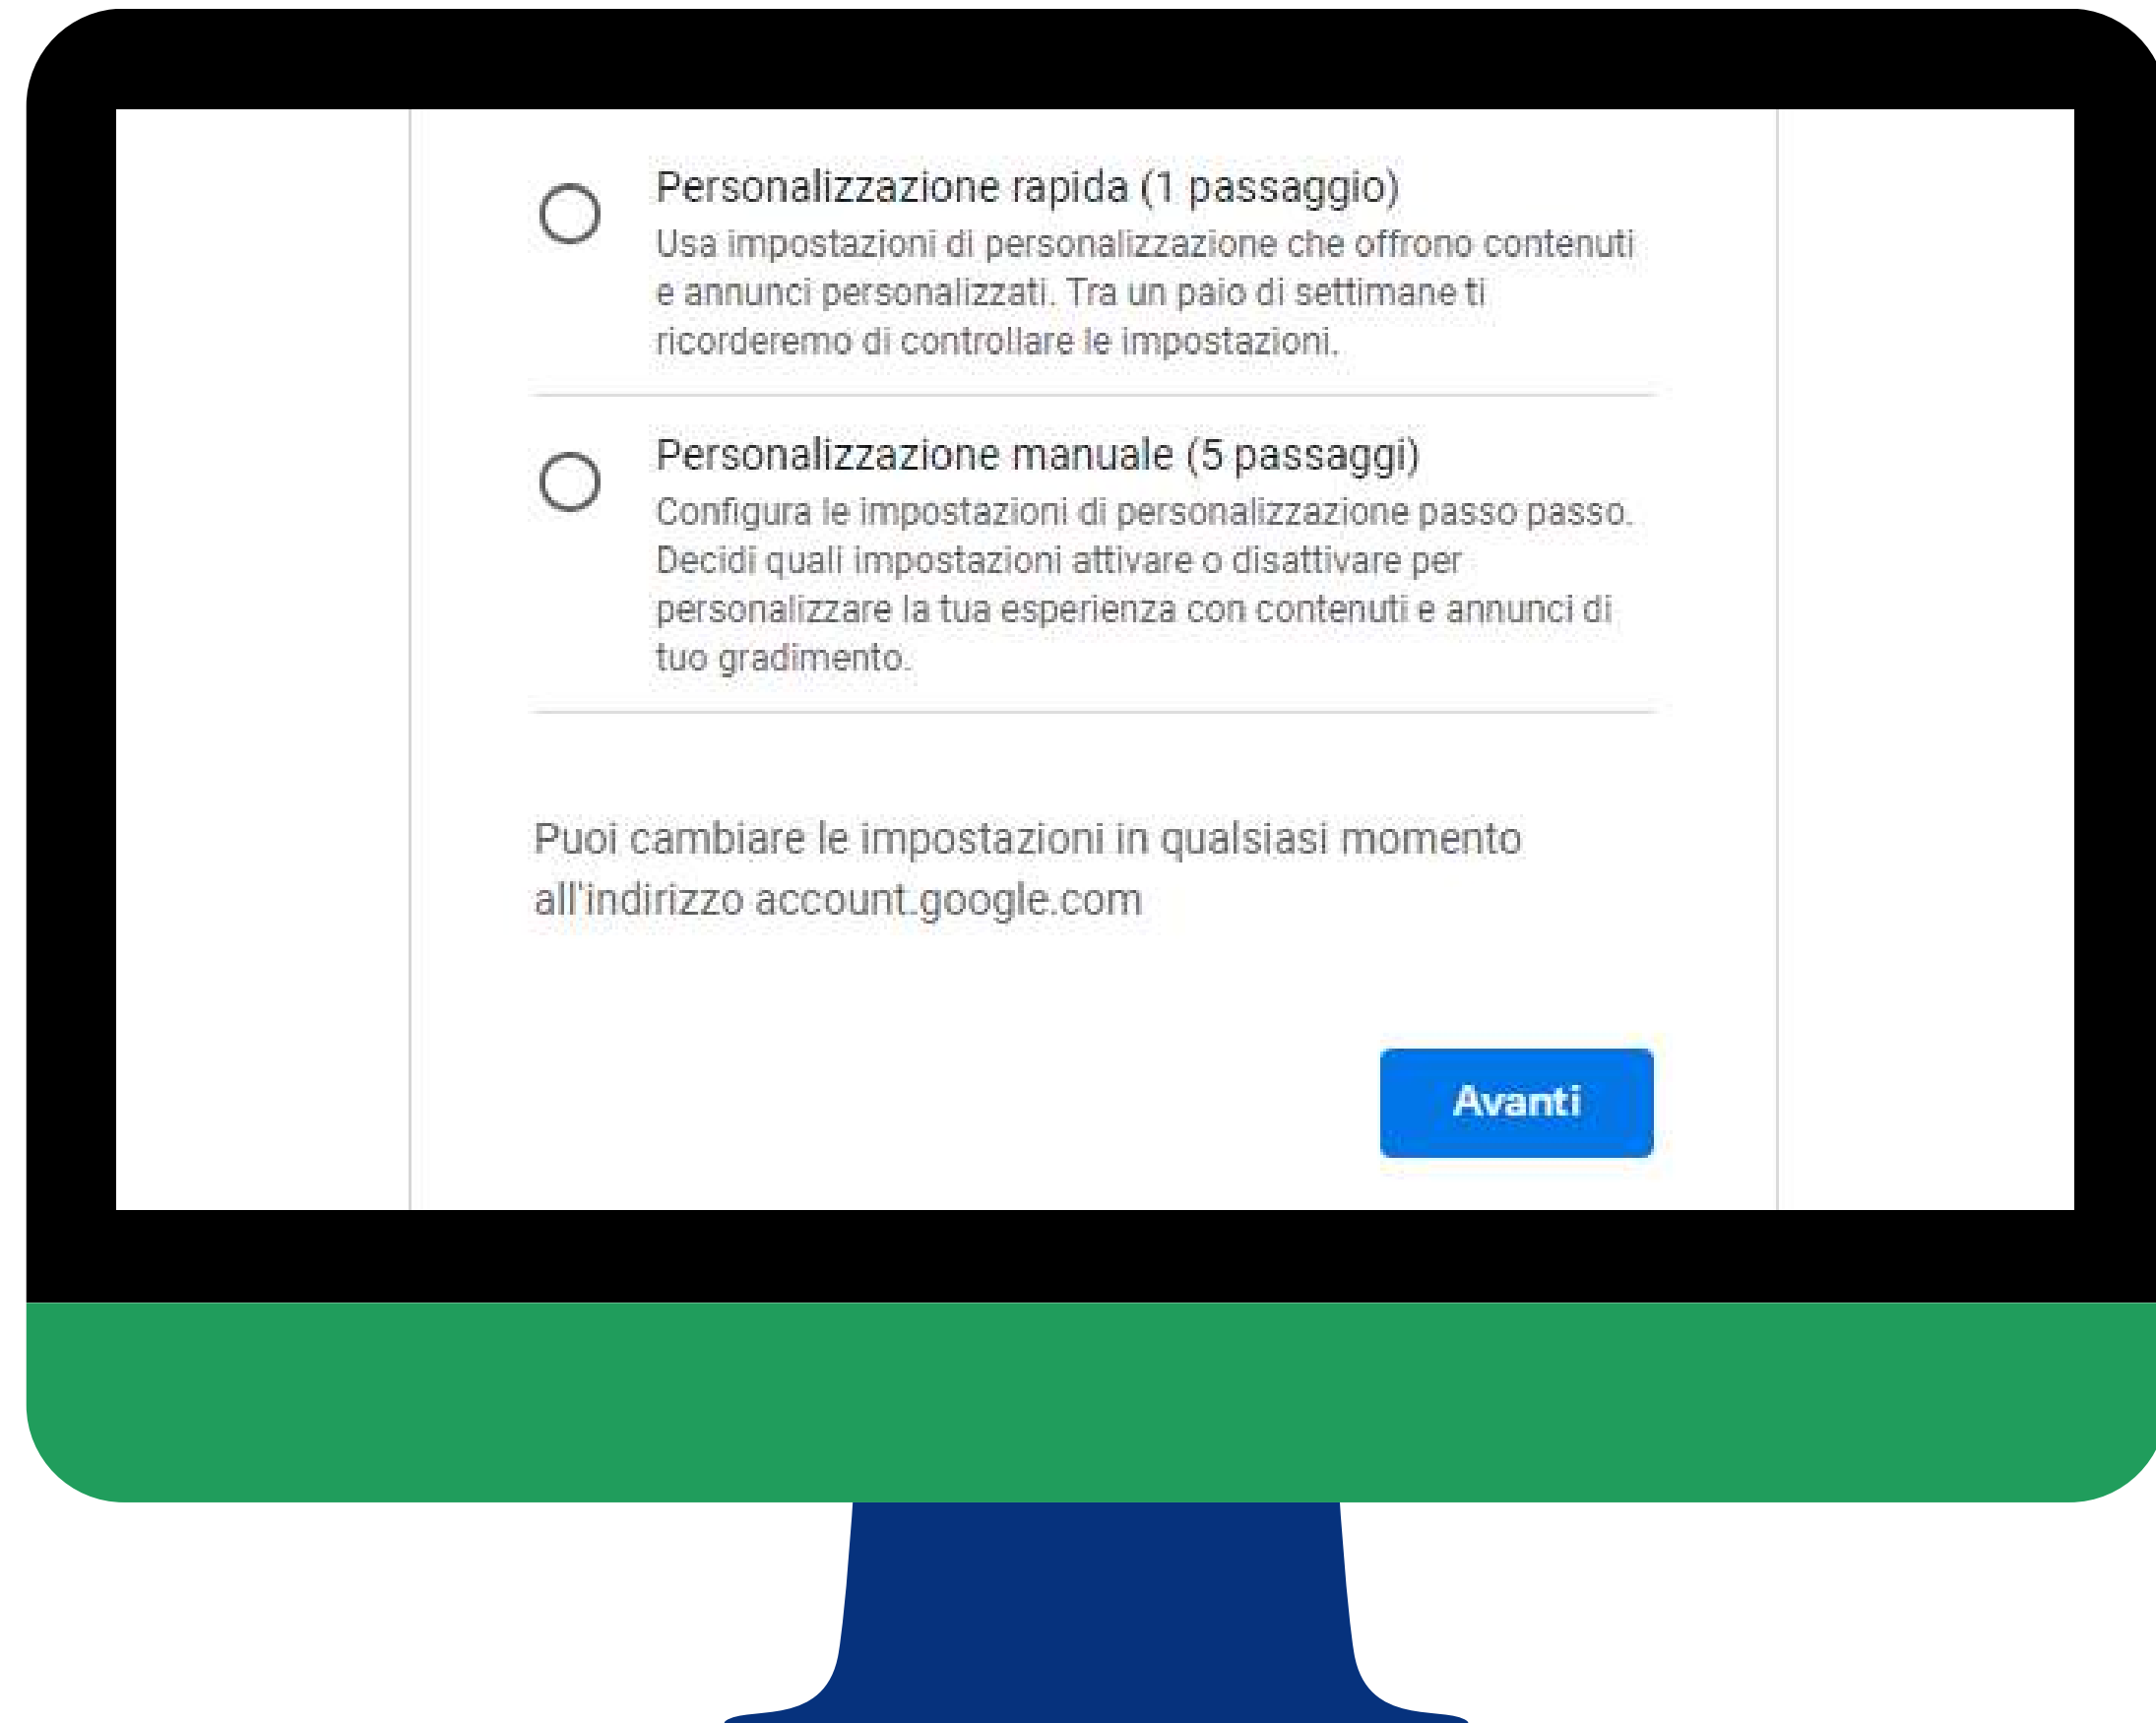 Personalizzazione rapida (1 passaggio)
Usa impostazioni di personalizzazione che offrono contenuti
e annunci personalizzati. Tra un paio di settimane ti
ricorderemo di controllare le impostazioni.
Personalizzazione manuale (5 passaggi)
Configura le impostazioni di personalizzazione passo passo.
Decidi quali impostazioni attivare o disattivare per
personalizzare la tua esperienza con contenuti e annunci di
tuo gradimento.
Puoi cambiare le impostazioni in qualsiasi momento
all'indirizzo account.google.com
Avanti